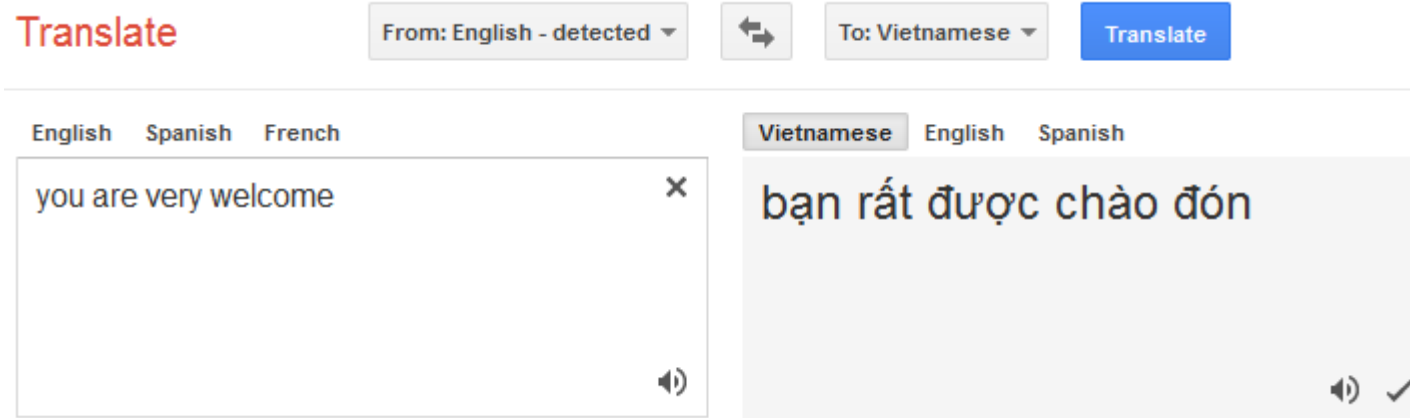 Translate From: English - detected To: Vietnamese Translate
English Spanish French Vietnamese English Spanish
you are very welcome
bạn rất được chào đón